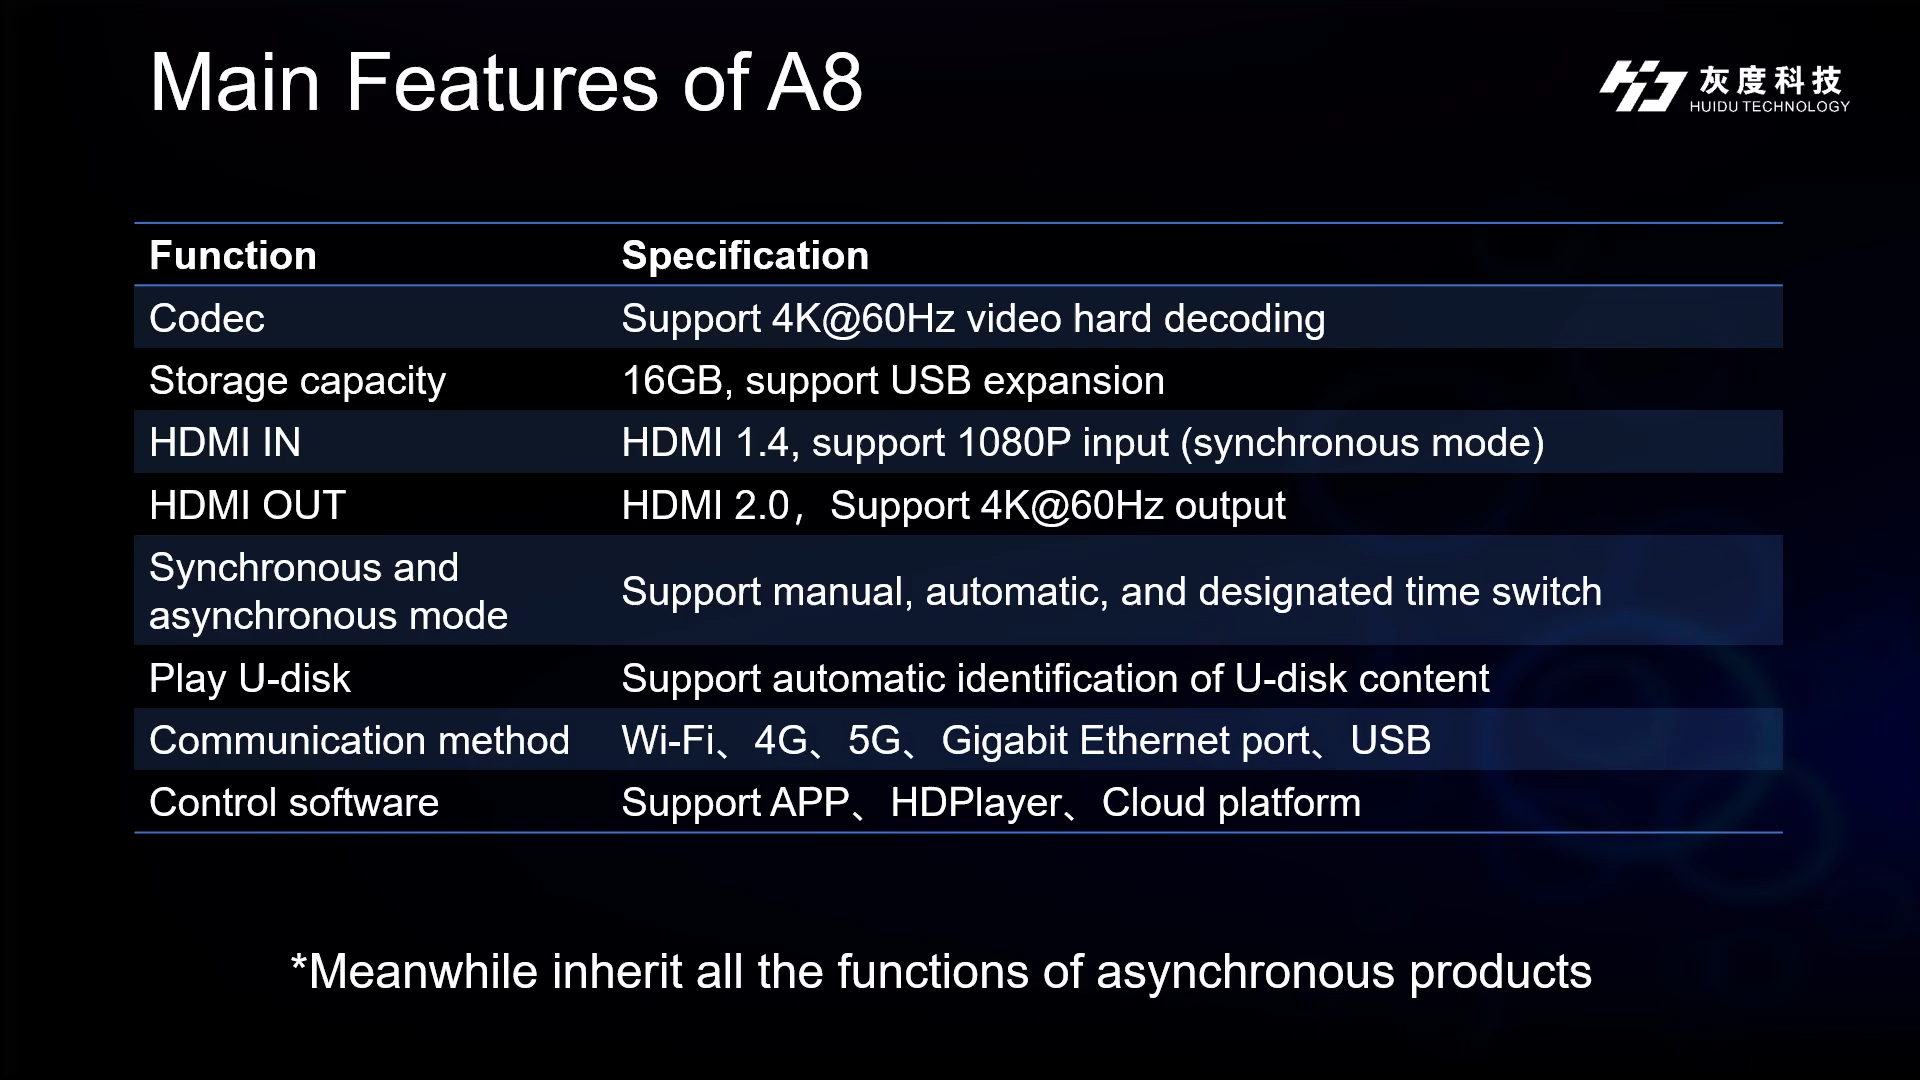 Main Features of A8
灰度科技
HUIDU TECHNOLOGY
Function Specification
Codec Support 4K@60Hz video hard decoding
Storage capacity 16GB, support USB expansion
HDMI IN HDMI 1.4, support 1080P input (synchronous mode)
HDMI OUT HDMI 2.0，Support 4K@60Hz output
Synchronous and
asynchronous mode
Support manual, automatic, and designated time switch
Play U-disk Support automatic identification of U-disk content
Communication method Wi-Fi、4G、5G、Gigabit Ethernet port、USB
Control software Support APP、HDPlayer、Cloud platform
*Meanwhile inherit all the functions of asynchronous products